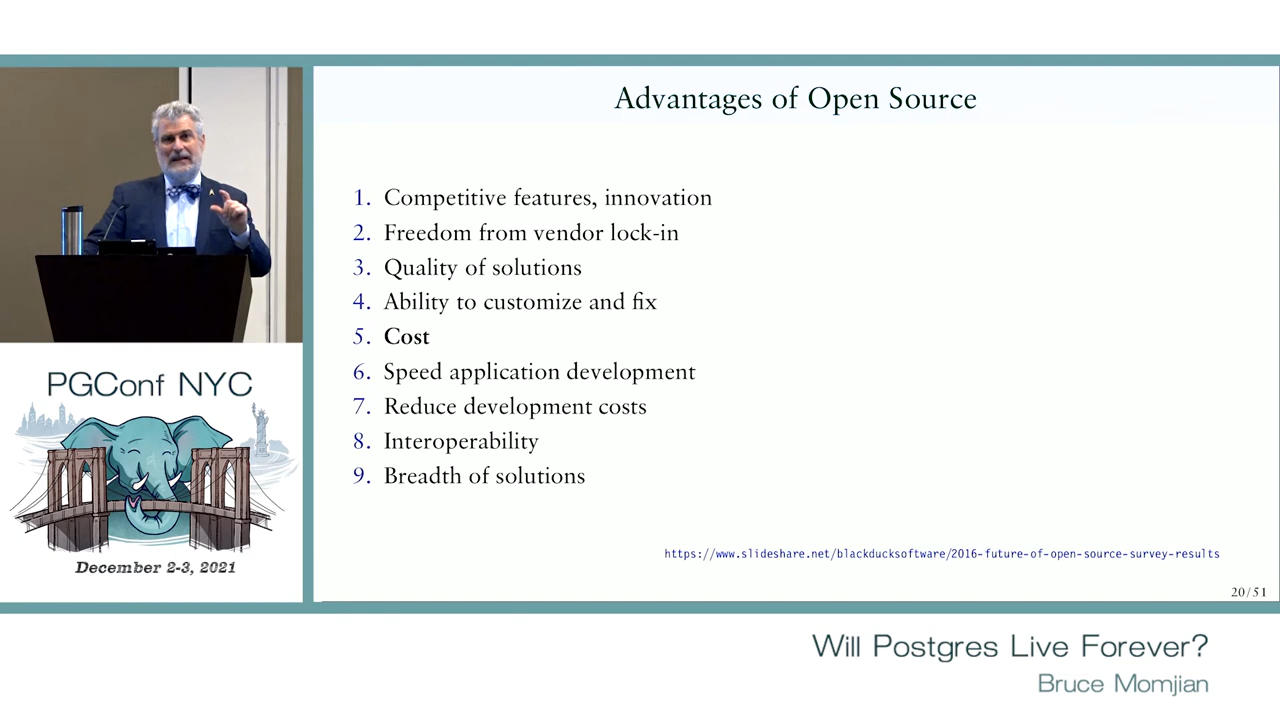 Advantages of Open Source
1. Competitive features, innovation
2. Freedom from vendor lock-in
3. Quality of solutions
4. Ability to customize and fix
5. Cost
6. Speed application development
7. Reduce development costs
8. Interoperability
9. Breadth of solutions
https://www.slideshare.net/blackducksoftware/2016-future-of-open-source-survey-results
20/51
PGConf NYC
December 2-3, 2021
Will Postgres Live Forever?
Bruce Momjian